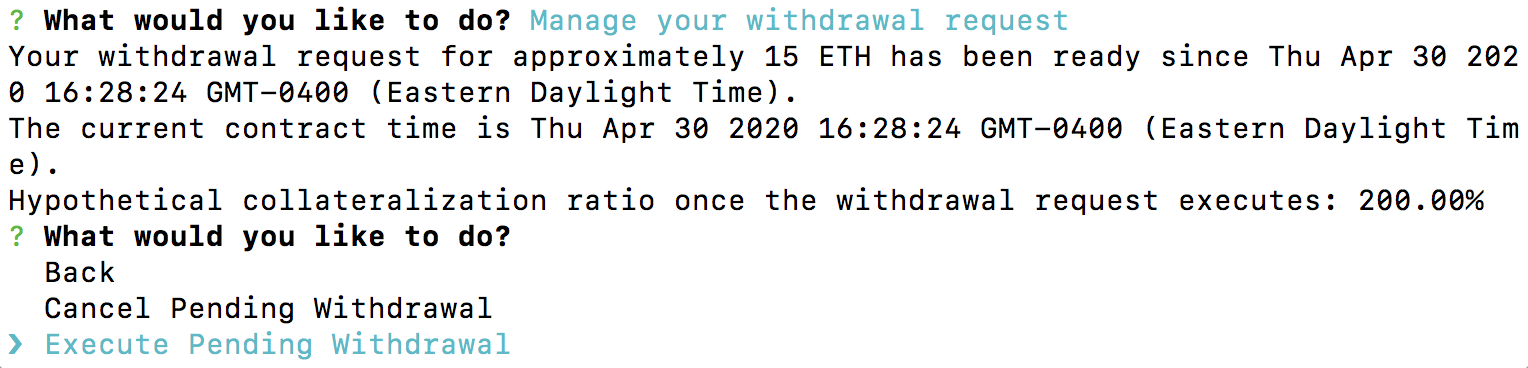 ? What would you like to do? Manage your withdrawal request
Your withdrawal request for approximately 15 ETH has been ready since Thu Apr 30 202
0 16:28:24 GMT-0400 (Eastern Daylight Time).
The current contract time is Thu Apr 30 2020 16:28:24 GMT-0400 (Eastern Daylight Tim
e).
Hypothetical collateralization ratio once the withdrawal request executes: 200.00%
? What would you like to do?
Back
Cancel Pending Withdrawal
❯ Execute Pending Withdrawal